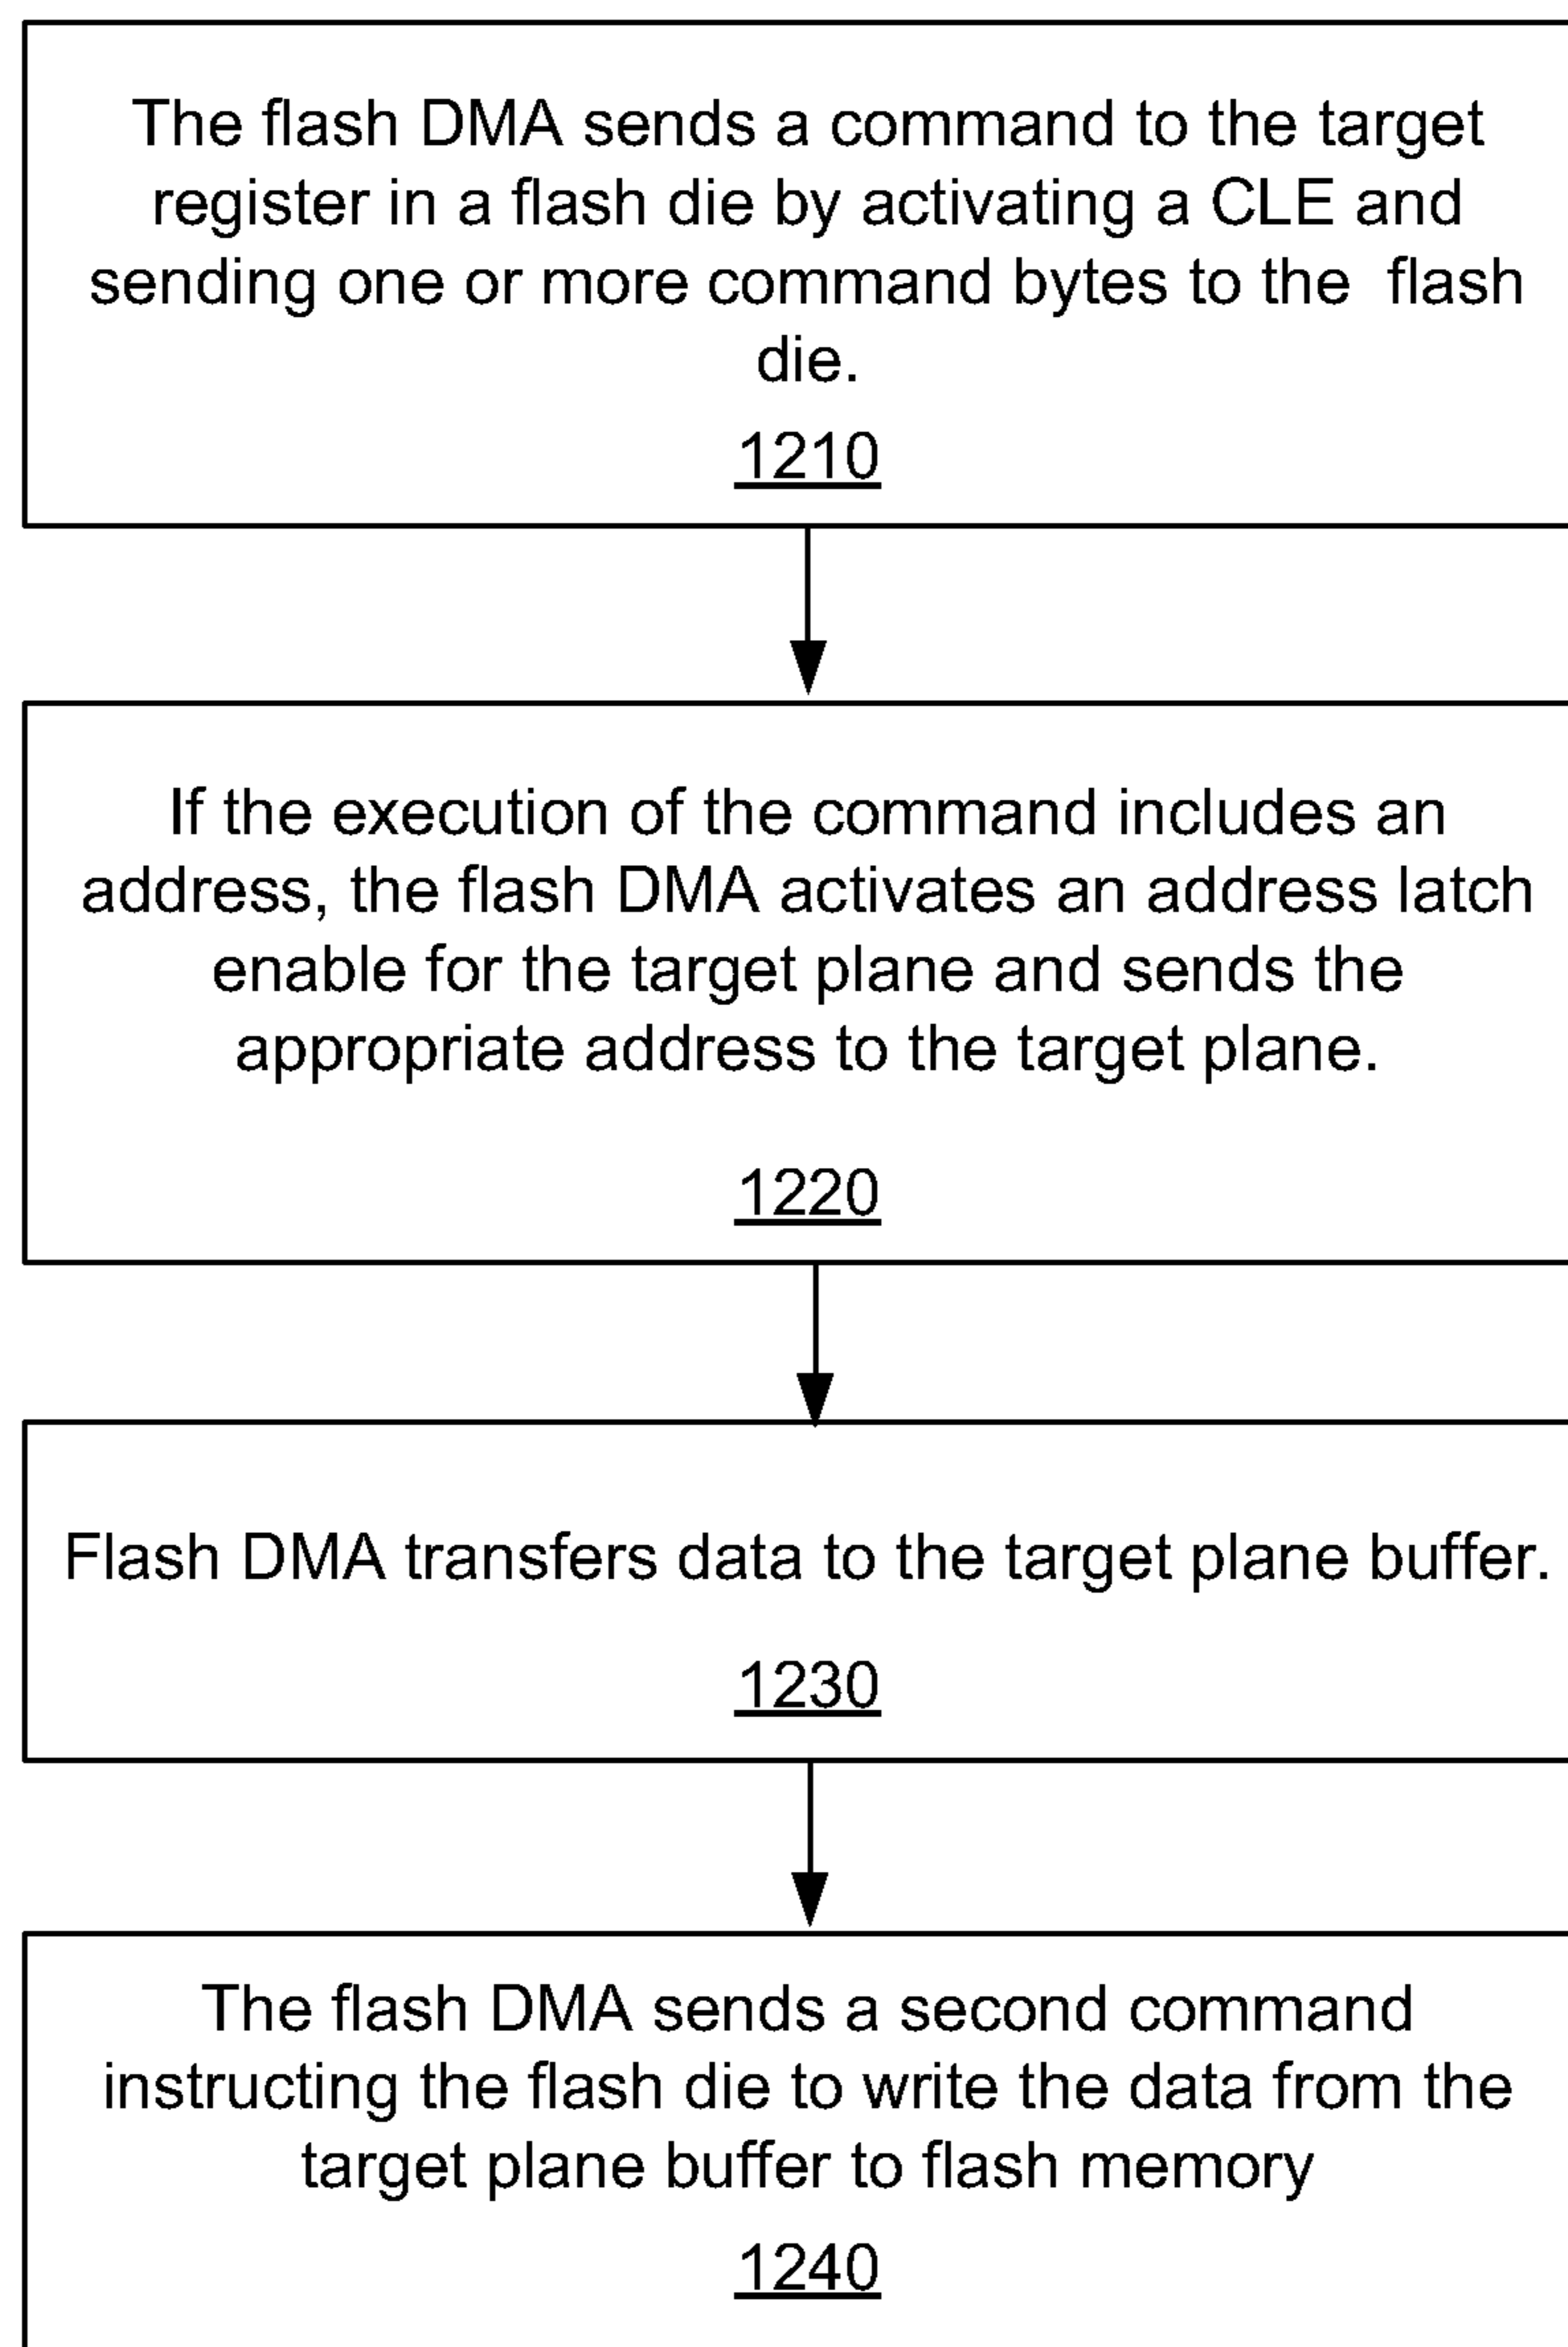 The flash DMA sends a command to the target
register in a flash die by activating a CLE and
sending one or more command bytes to the flash
die.
1210
If the execution of the command includes an
address, the flash DMA activates an address latch
enable for the target plane and sends the
appropriate address to the target plane.
1220
Flash DMA transfers data to the target plane buffer.
1230
The flash DMA sends a second command
instructing the flash die to write the data from the
target plane buffer to flash memory
1240